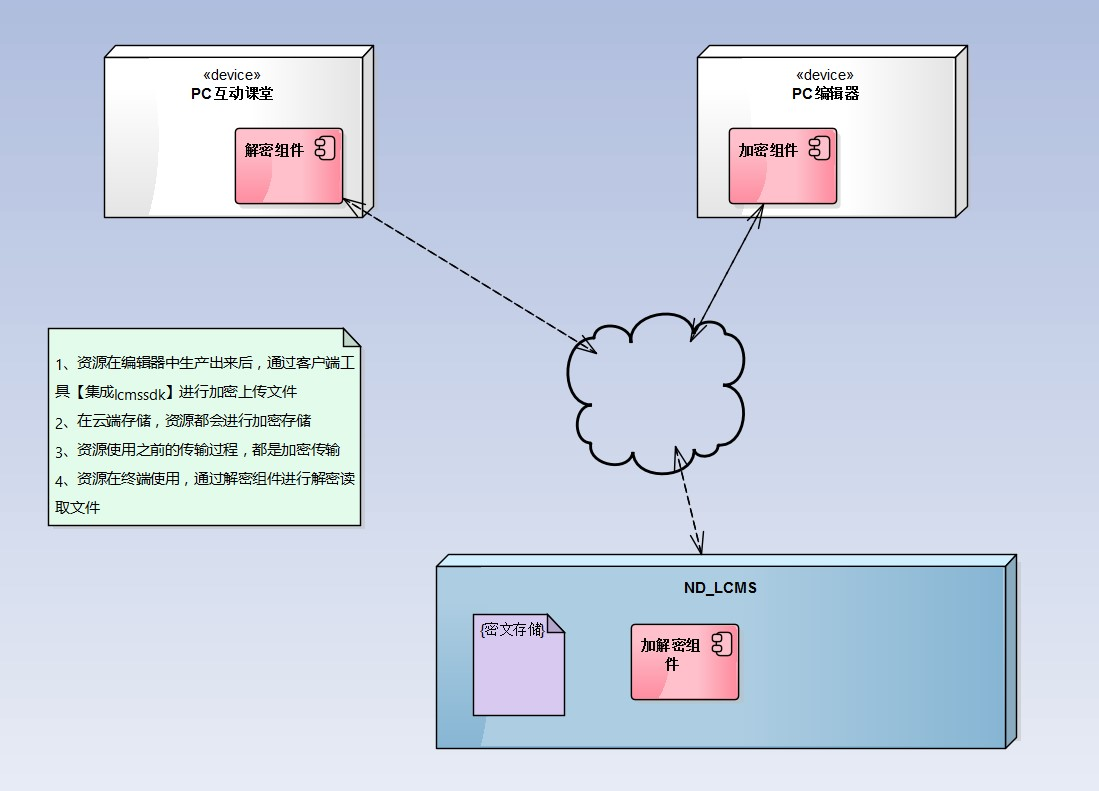 «device»
PC互动课堂
解密组件
«device»
PC编辑器
加密组件
1、资源在编辑器中生产出来后，通过客户端工
具【集成lcmssdk】进行加密上传文件
2、在云端存储，资源都会进行加密存储
3、资源使用之前的传输过程，都是加密传输
4、资源在终端使用，通过解密组件进行解密读
取文件
ND_LCMS
{密文存储}
加解密组
件